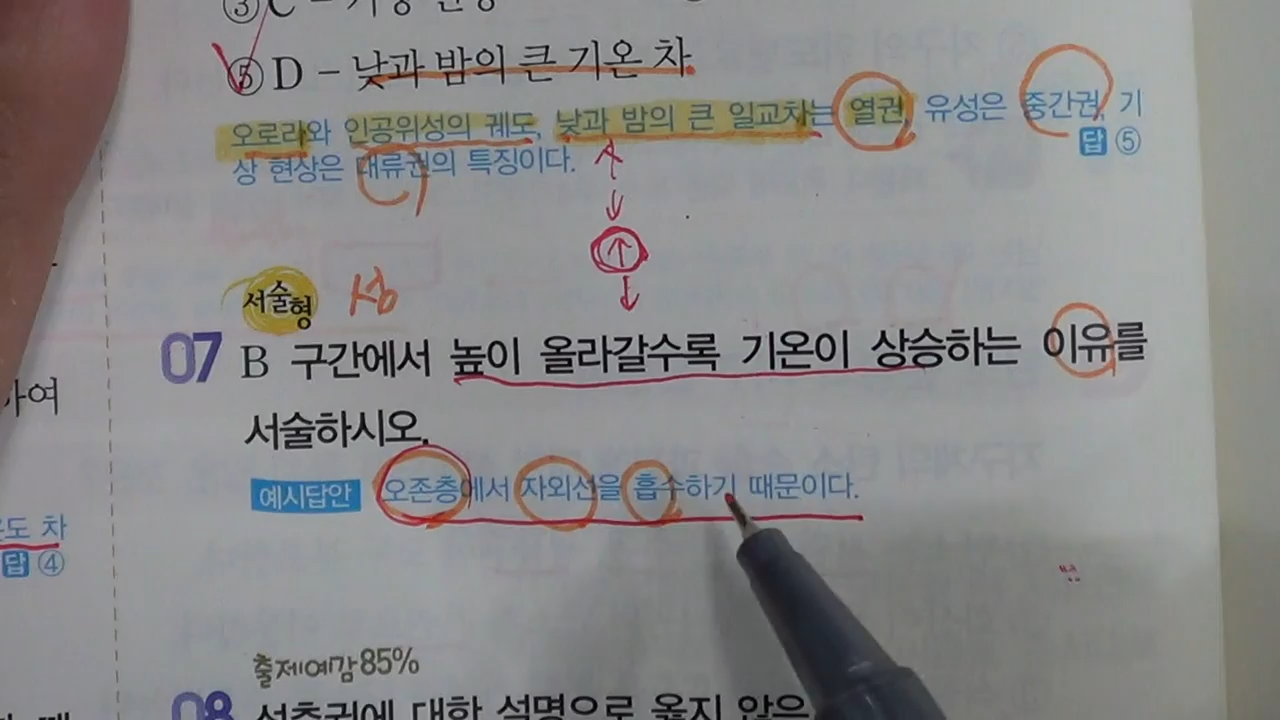 ⑤ D – 낮과 밤의 큰 기온 차.
오로라와 인공위성의 궤도, 낮과 밤의 큰 일교차는 열권, 유성은 중간권, 기
상 현상은 대류권의 특징이다.
답 ⑤
서술형
상
07 B 구간에서 높이 올라갈수록 기온이 상승하는 이유를
서술하시오.
예시답안 오존층에서 자외선을 흡수하기 때문이다.
도 차
답 ④
출제예감 85%
08